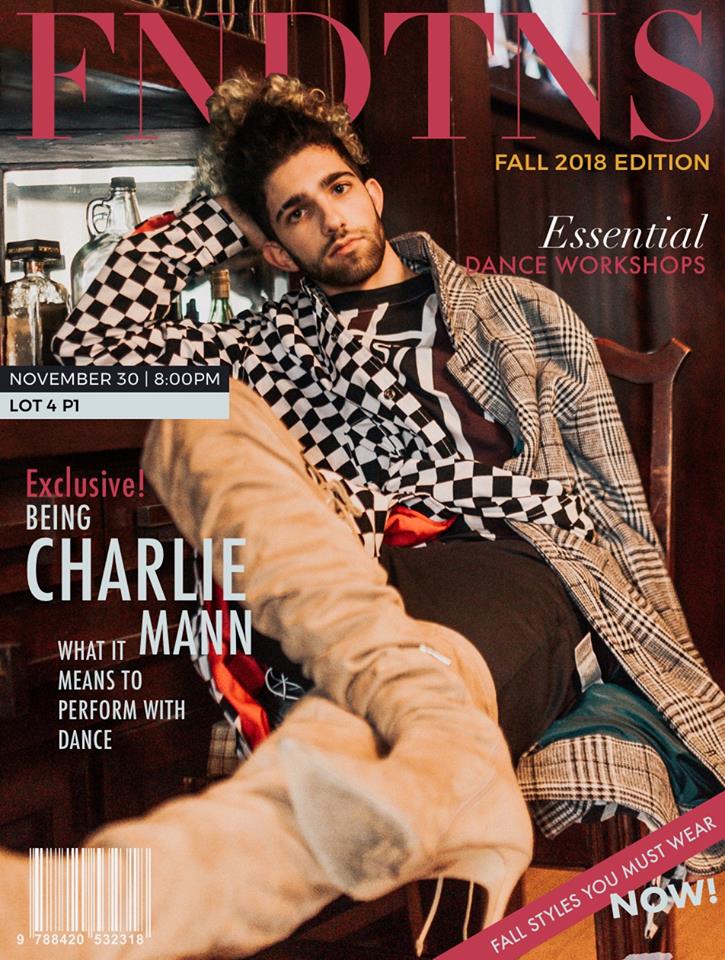 FNDTNS
FALL 2018 EDITION
Essential
DANCE WORKSHOPS
NOVEMBER 30 | 8:00PM
LOT 4 P1
Exclusive!
BEING
CHARLIE
MANN
WHAT IT
MEANS TO
PERFORM WITH
DANCE
FALL STYLES YOU MUST WEAR
NOW!
9 788420 532318